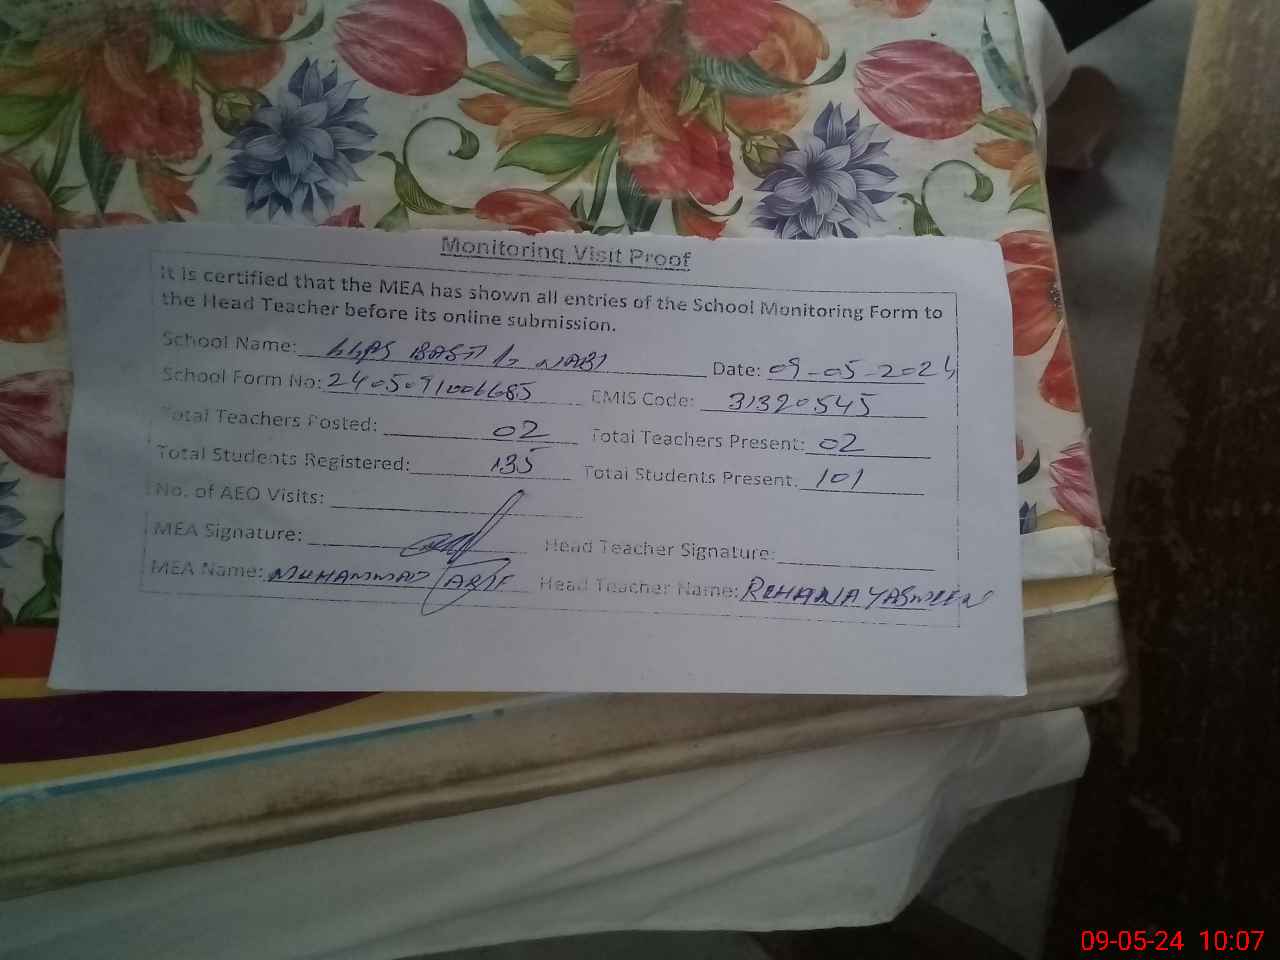 Monitoring Visit Proof
It is certified that the MEA has shown all entries of the School Monitoring Form to
the Head Teacher before its online submission.
School Name: BASTI NABI Date: 09-05-2024
School Form No: 2405091006685 EMIS Code: 31320545
Total Teachers Posted: 02 Total Teachers Present: 02
Total Students Registered: 135 Total Students Present: 101
No. of AEO Visits:
MEA Signature: Head Teacher Signature:
MEA Name: MUHAMMAD ARIF Head Teacher Name: REHANA YASMEEN
09-05-24 10:07